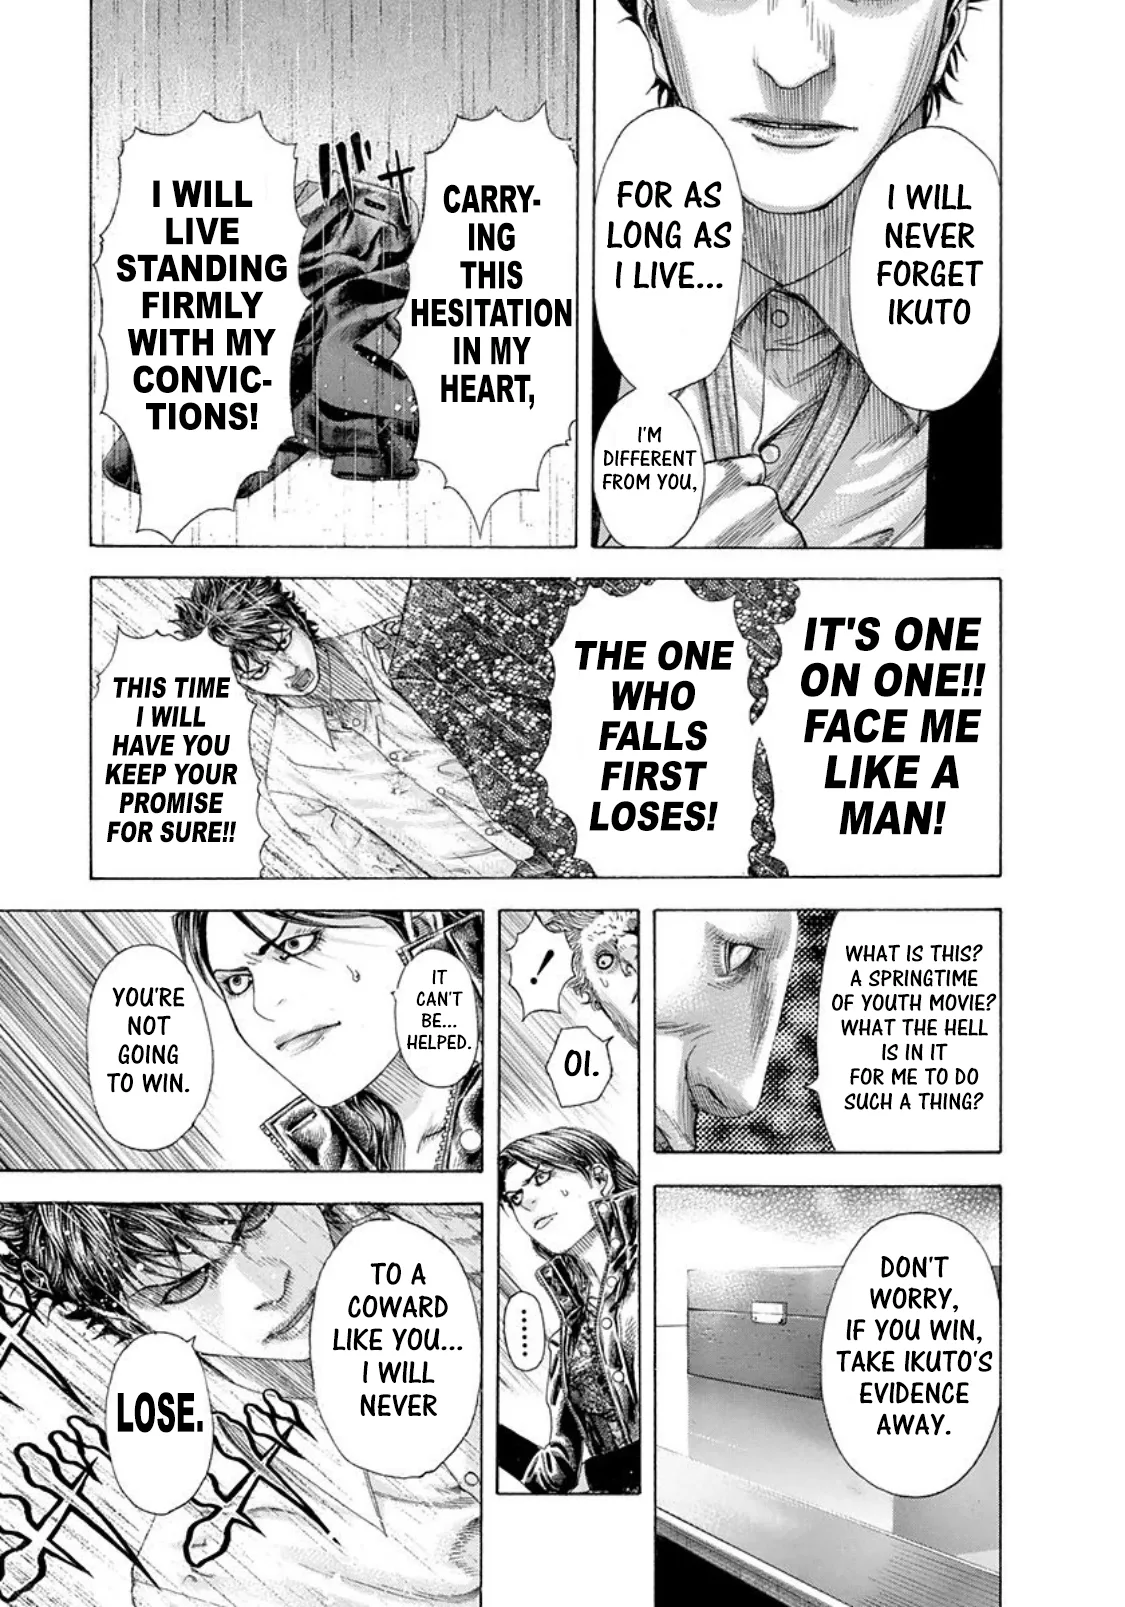 I WILL
NEVER
FORGET
IKUTO
FOR AS
LONG AS
I LIVE...
I'M
DIFFERENT
FROM YOU,
CARRY-
ING
THIS
HESITATION
IN MY
HEART,
I WILL
LIVE
STANDING
FIRMLY
WITH MY
CONVIC-
TIONS!
IT'S ONE
ON ONE!!
FACE ME
LIKE A
MAN!
THE ONE
WHO
FALLS
FIRST
LOSES!
THIS TIME
I WILL
HAVE YOU
KEEP YOUR
PROMISE
FOR SURE!!
WHAT IS THIS?
A SPRINGTIME
OF YOUTH MOVIE?
WHAT THE HELL
IS IN IT
FOR ME TO DO
SUCH A THING?
!
OI.
IT
CAN'T
BE...
HELPED.
YOU'RE
NOT
GOING
TO WIN.
DON'T
WORRY,
IF YOU WIN,
TAKE IKUTO'S
EVIDENCE
AWAY.
......
TO A
COWARD
LIKE YOU...
I WILL
NEVER
LOSE.